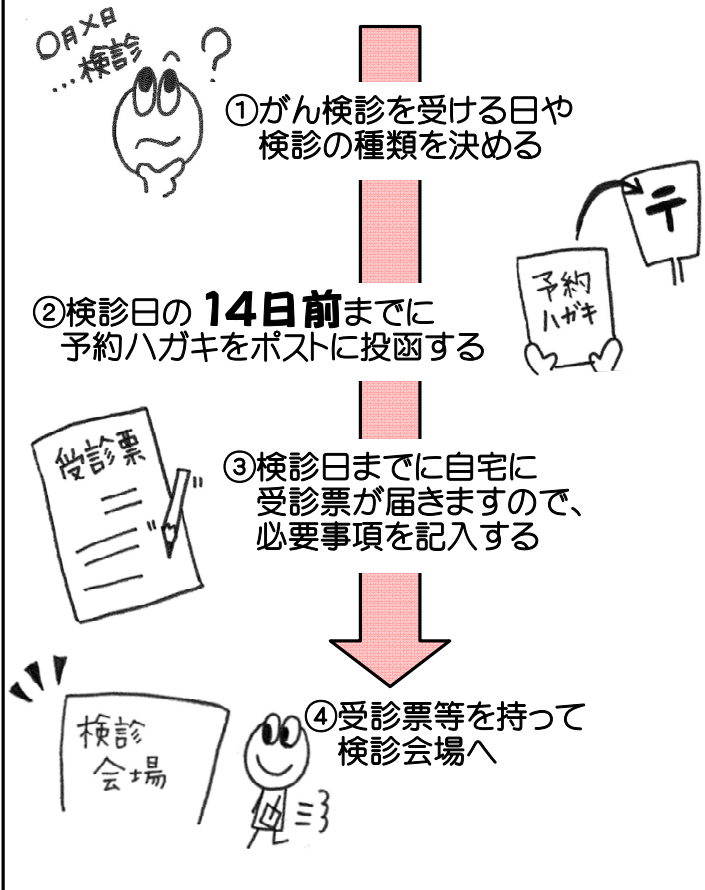 〇月×日
…検診
?
①がん検診を受ける日や
検診の種類を決める
〒
予約
ハガキ
②検診日の 14日前までに
予約ハガキをポストに投函する
受診票
③検診日までに自宅に
受診票が届きますので、
必要事項を記入する
④受診票等を持って
検診会場へ
検診
会場